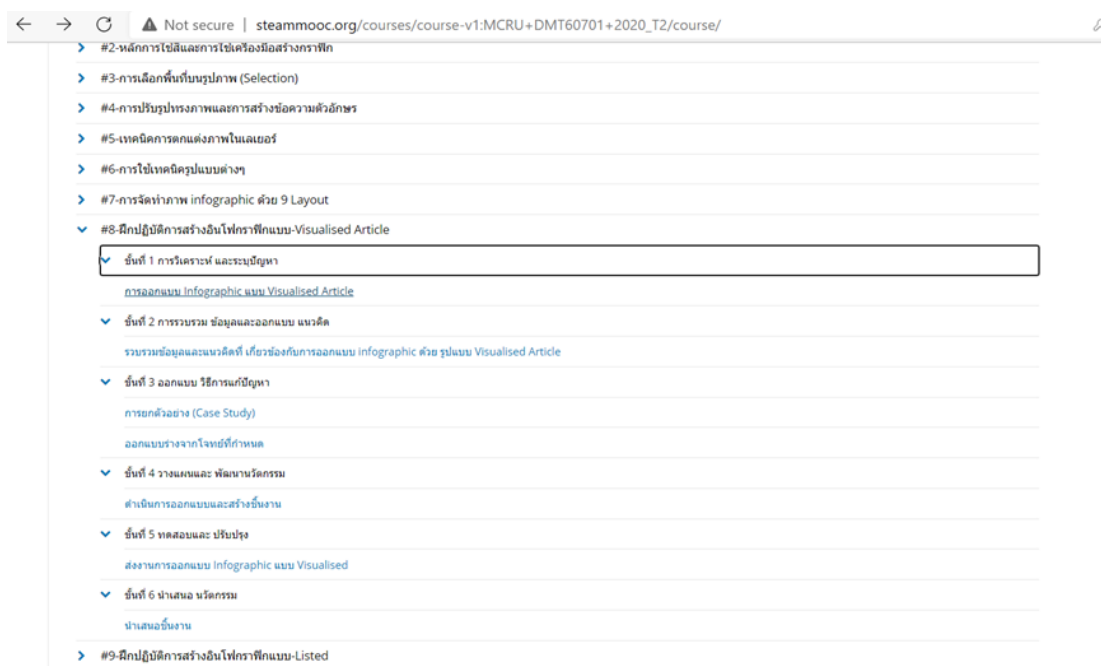 Not secure | steammooc.org/courses/course-v1:MCRU+DMT60701+2020_T2/course/
#2-หลักการใช้สีและการใช้เครื่องมือสร้างกราฟิก
#3-การเลือกพื้นที่บนรูปภาพ (Selection)
#4-การปรับรูปทรงภาพและการสร้างข้อความตัวอักษร
#5-เทคนิคการตกแต่งภาพในเลเยอร์
#6-การใช้เทคนิครูปแบบต่างๆ
#7-การจัดทำภาพ infographic ด้วย 9 Layout
#8-ฝึกปฏิบัติการสร้างอินโฟกราฟิกแบบ-Visualised Article
ขั้นที่ 1 การวิเคราะห์ และระบุปัญหา
การออกแบบ Infographic แบบ Visualised Article
ขั้นที่ 2 การรวบรวม ข้อมูลและออกแบบ แนวคิด
รวบรวมข้อมูลและแนวคิดที่ เกี่ยวข้องกับการออกแบบ infographic ด้วย รูปแบบ Visualised Article
ขั้นที่ 3 ออกแบบ วิธีการแก้ปัญหา
การยกตัวอย่าง (Case Study)
ออกแบบร่างจากโจทย์ที่กำหนด
ขั้นที่ 4 วางแผนและ พัฒนานวัตกรรม
ดำเนินการออกแบบและสร้างชิ้นงาน
ขั้นที่ 5 ทดสอบและ ปรับปรุง
ส่งงานการออกแบบ Infographic แบบ Visualised
ขั้นที่ 6 นำเสนอ นวัตกรรม
นำเสนอชิ้นงาน
#9-ฝึกปฏิบัติการสร้างอินโฟกราฟิกแบบ-Listed